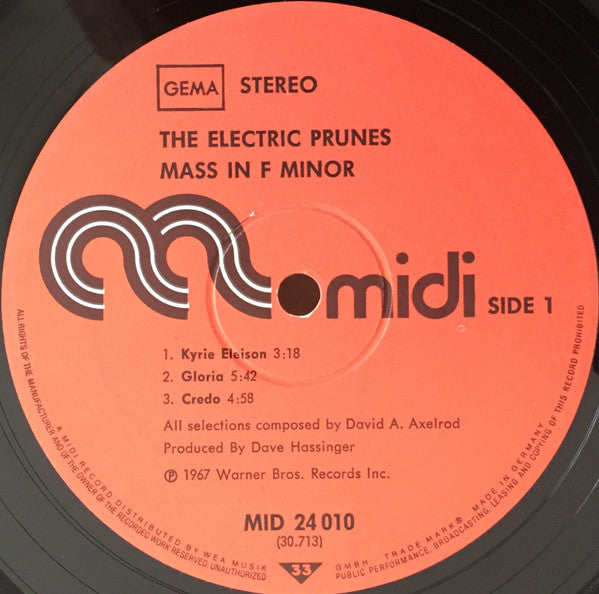 GEMA STEREO
THE ELECTRIC PRUNES
MASS IN F MINOR
midi SIDE 1
1. Kyrie Eleison 3:18
2. Gloria 5:42
3. Credo 4:58
All selections composed by David A. Axelrod
Produced By Dave Hassinger
℗ 1967 Warner Bros. Records Inc.
MID 24 010
(30.713)
33
A MIDI RECORD DISTRIBUTED BY WEA MUSIK GMBH TRADE MARK® MADE IN GERMANY
ALL RIGHTS OF THE MANUFACTURER AND OF THE OWNER OF THE RECORDED WORK RESERVED. UNAUTHORIZED PUBLIC PERFORMANCE, BROADCASTING, LEASING AND COPYING OF THIS RECORD PROHIBITED